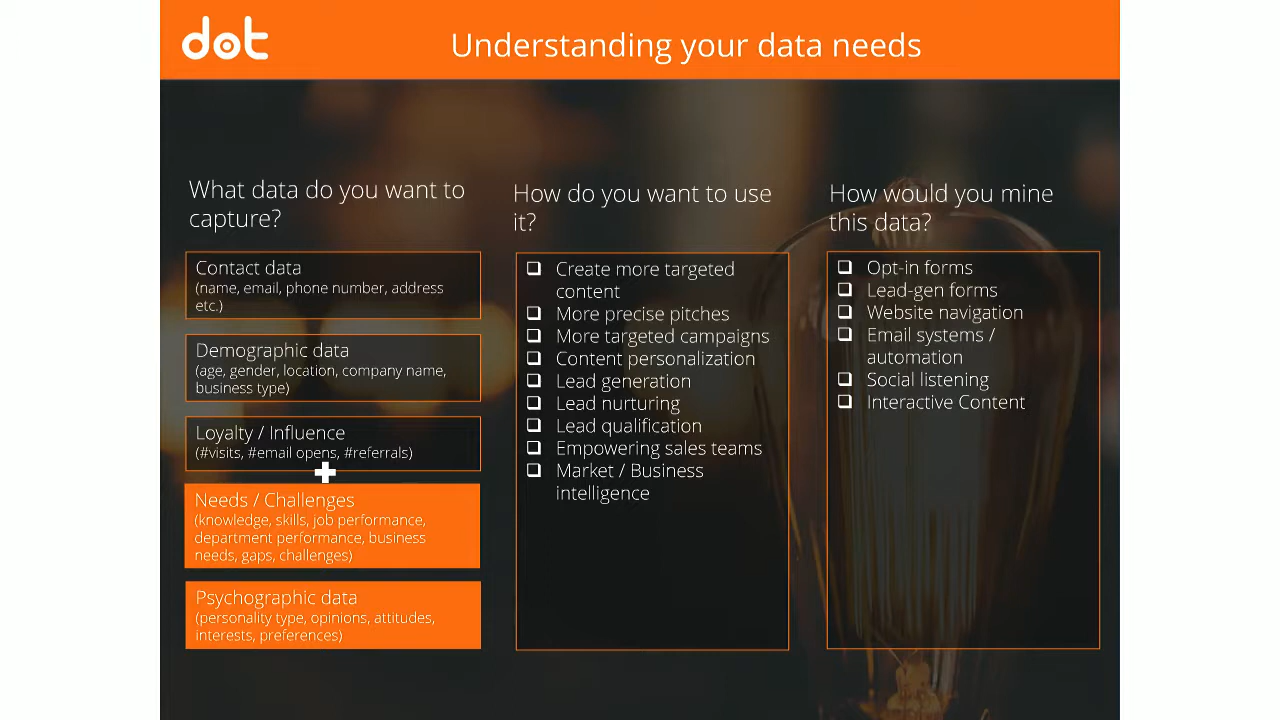 dot
Understanding your data needs
What data do you want to
capture?
Contact data
(name, email, phone number, address
etc.)
Demographic data
(age, gender, location, company name,
business type)
Loyalty / Influence
(#visits, #email opens, #referrals)
Needs / Challenges
(knowledge, skills, job performance,
department performance, business
needs, gaps, challenges)
Psychographic data
(personality type, opinions, attitudes,
interests, preferences)
How do you want to use
it?
❑ Create more targeted
content
❑ More precise pitches
❑ More targeted campaigns
❑ Content personalization
❑ Lead generation
❑ Lead nurturing
❑ Lead qualification
❑ Empowering sales teams
❑ Market / Business
intelligence
How would you mine
this data?
❑ Opt-in forms
❑ Lead-gen forms
❑ Website navigation
❑ Email systems /
automation
❑ Social listening
❑ Interactive Content